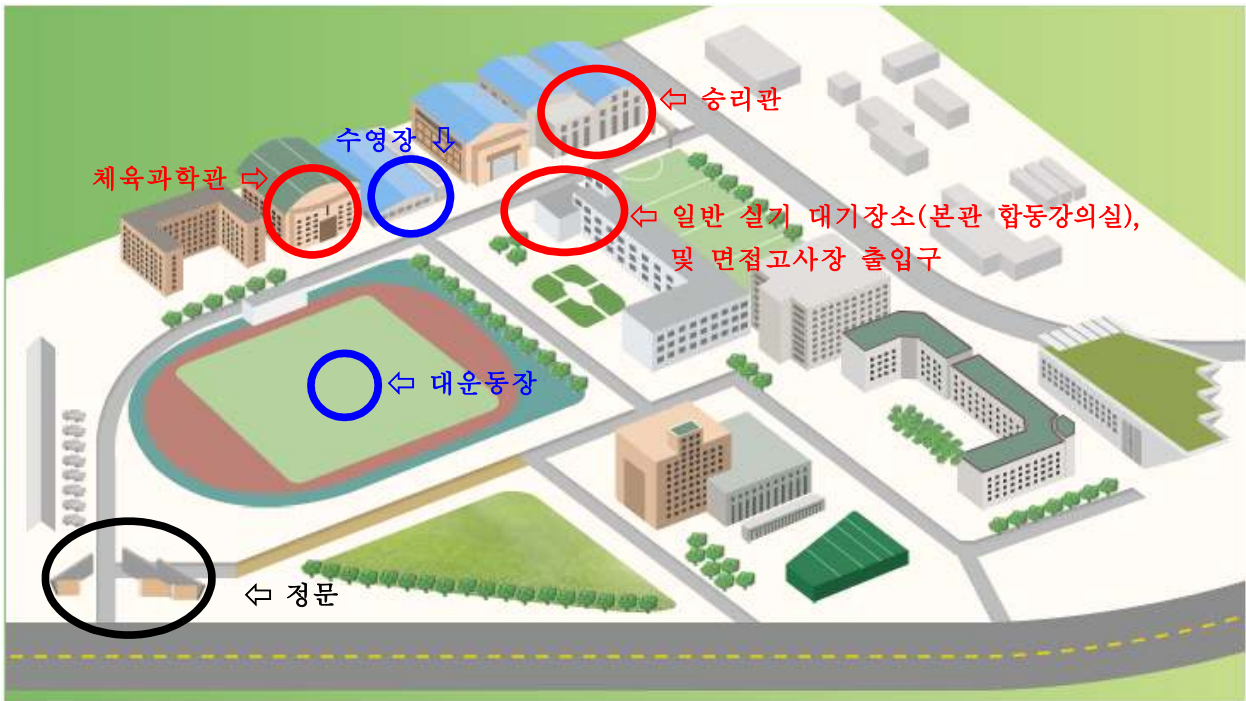 ⇦ 승리관
수영장 ⇩
체육과학관 ⇨
⇦ 일반 실기 대기장소(본관 합동강의실),
및 면접고사장 출입구
⇦ 대운동장
⇦ 정문